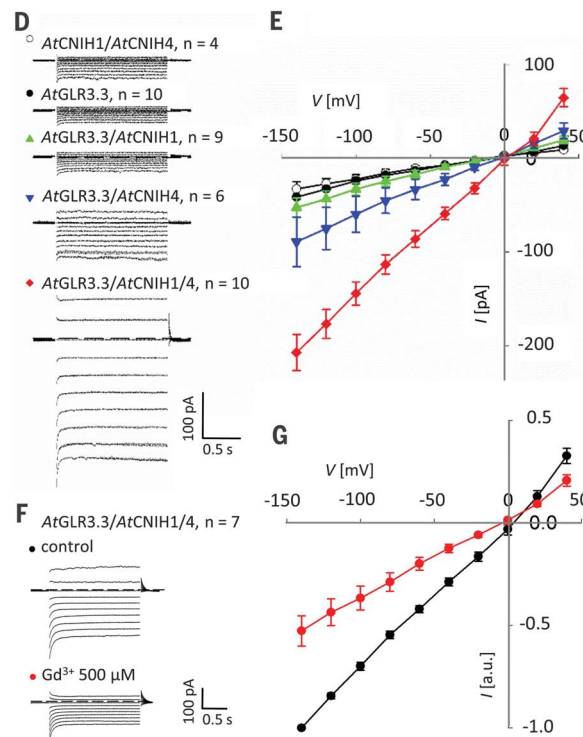 D
AtCNIH1/AtCNIH4, n = 4
AtGLR3.3, n = 10
AtGLR3.3/AtCNIH1, n = 9
AtGLR3.3/AtCNIH4, n = 6
AtGLR3.3/AtCNIH1/4, n = 10
100 pA
0.5 s
E
100
V [mV]
-150
-100
-50
0
50
-100
I [pA]
-200
F
AtGLR3.3/AtCNIH1/4, n = 7
control
Gd³⁺ 500 µM
100 pA
0.5 s
G
0.5
V [mV]
-150
-100
-50
0
50
0.0
-0.5
I [a.u.]
-1.0